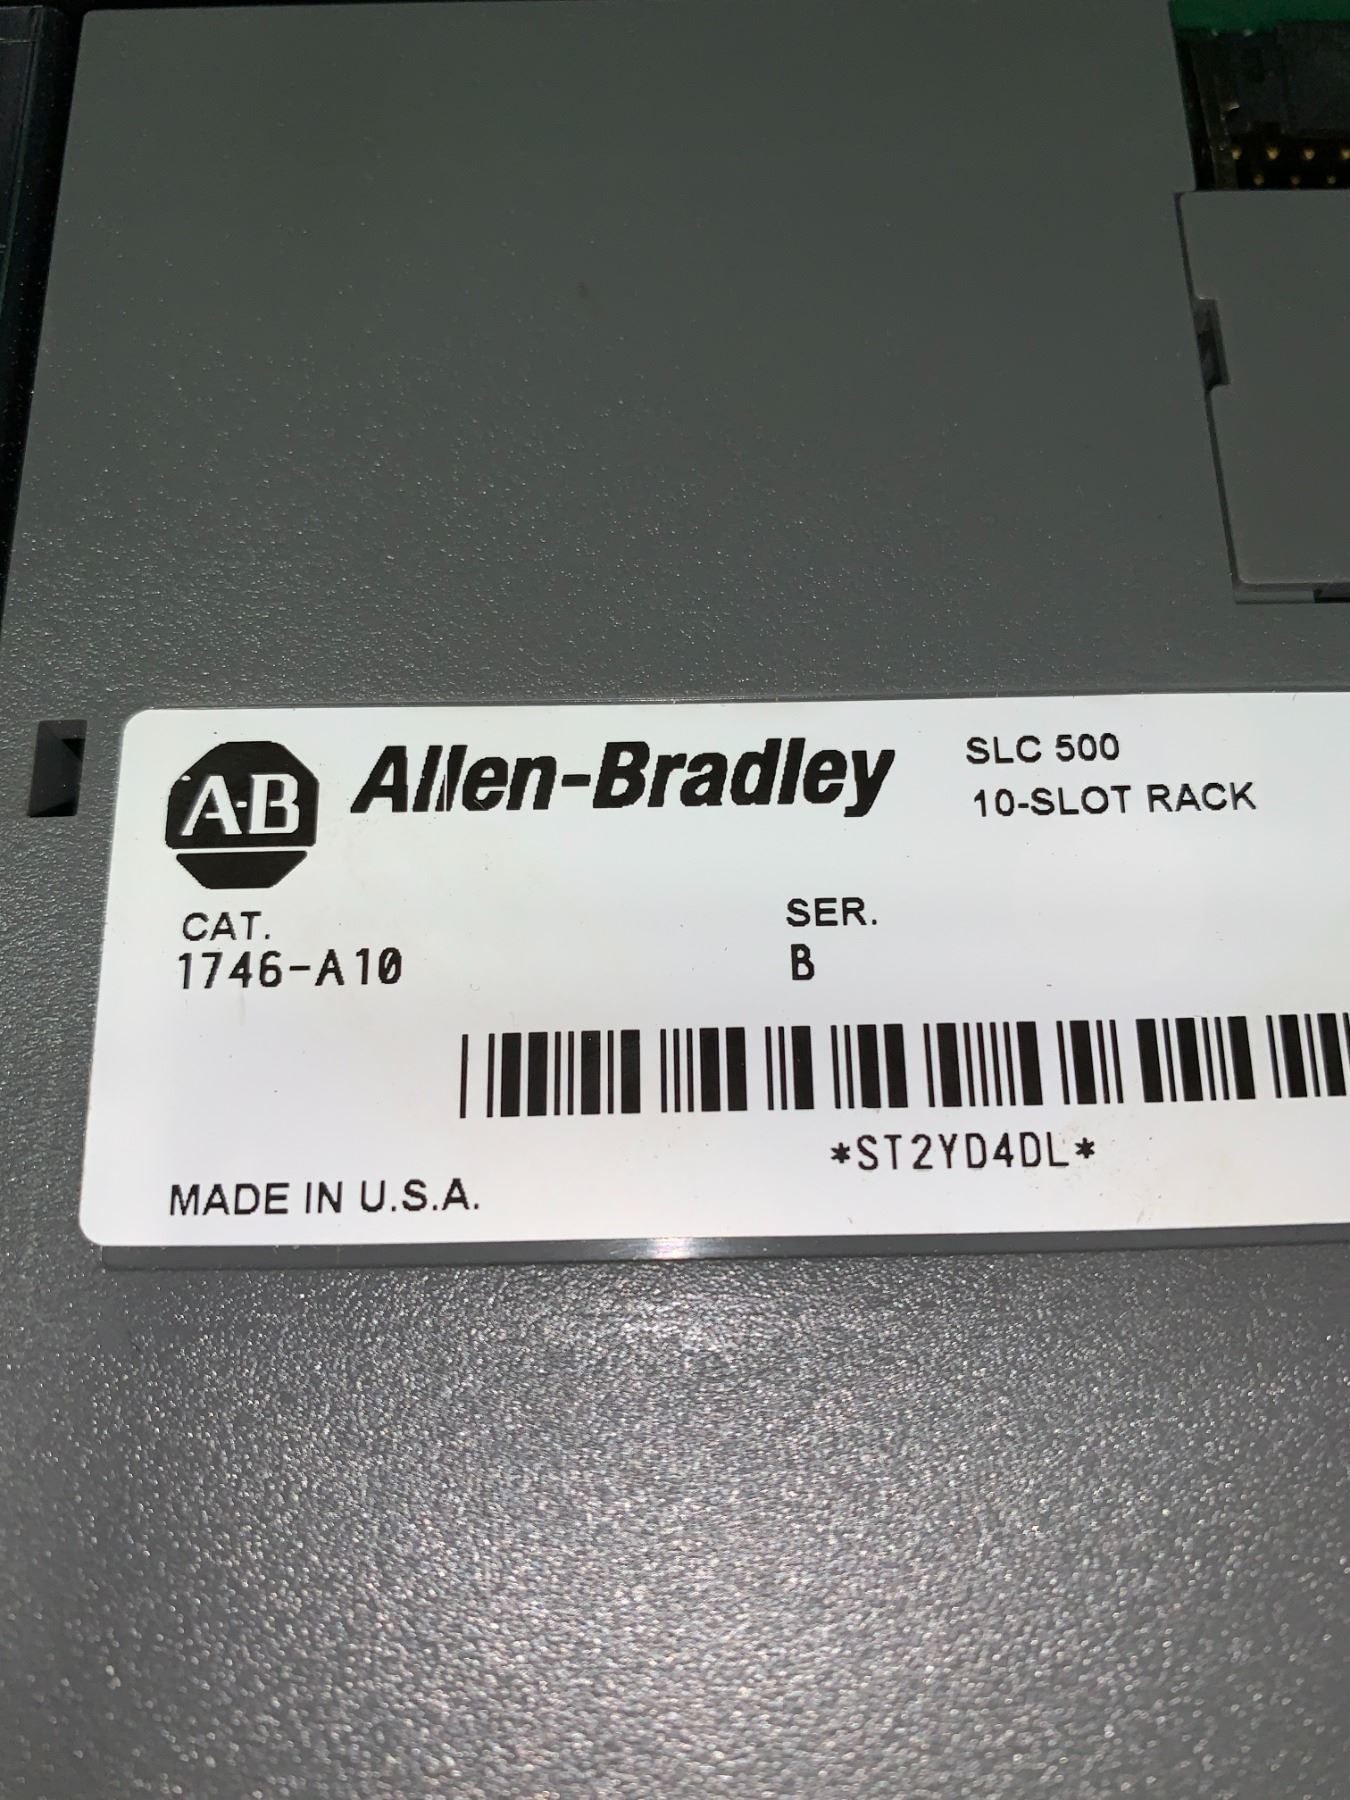 A-B Allen-Bradley SLC 500
10-SLOT RACK
CAT. SER.
1746-A10 B
*ST2YD4DL*
MADE IN U.S.A.